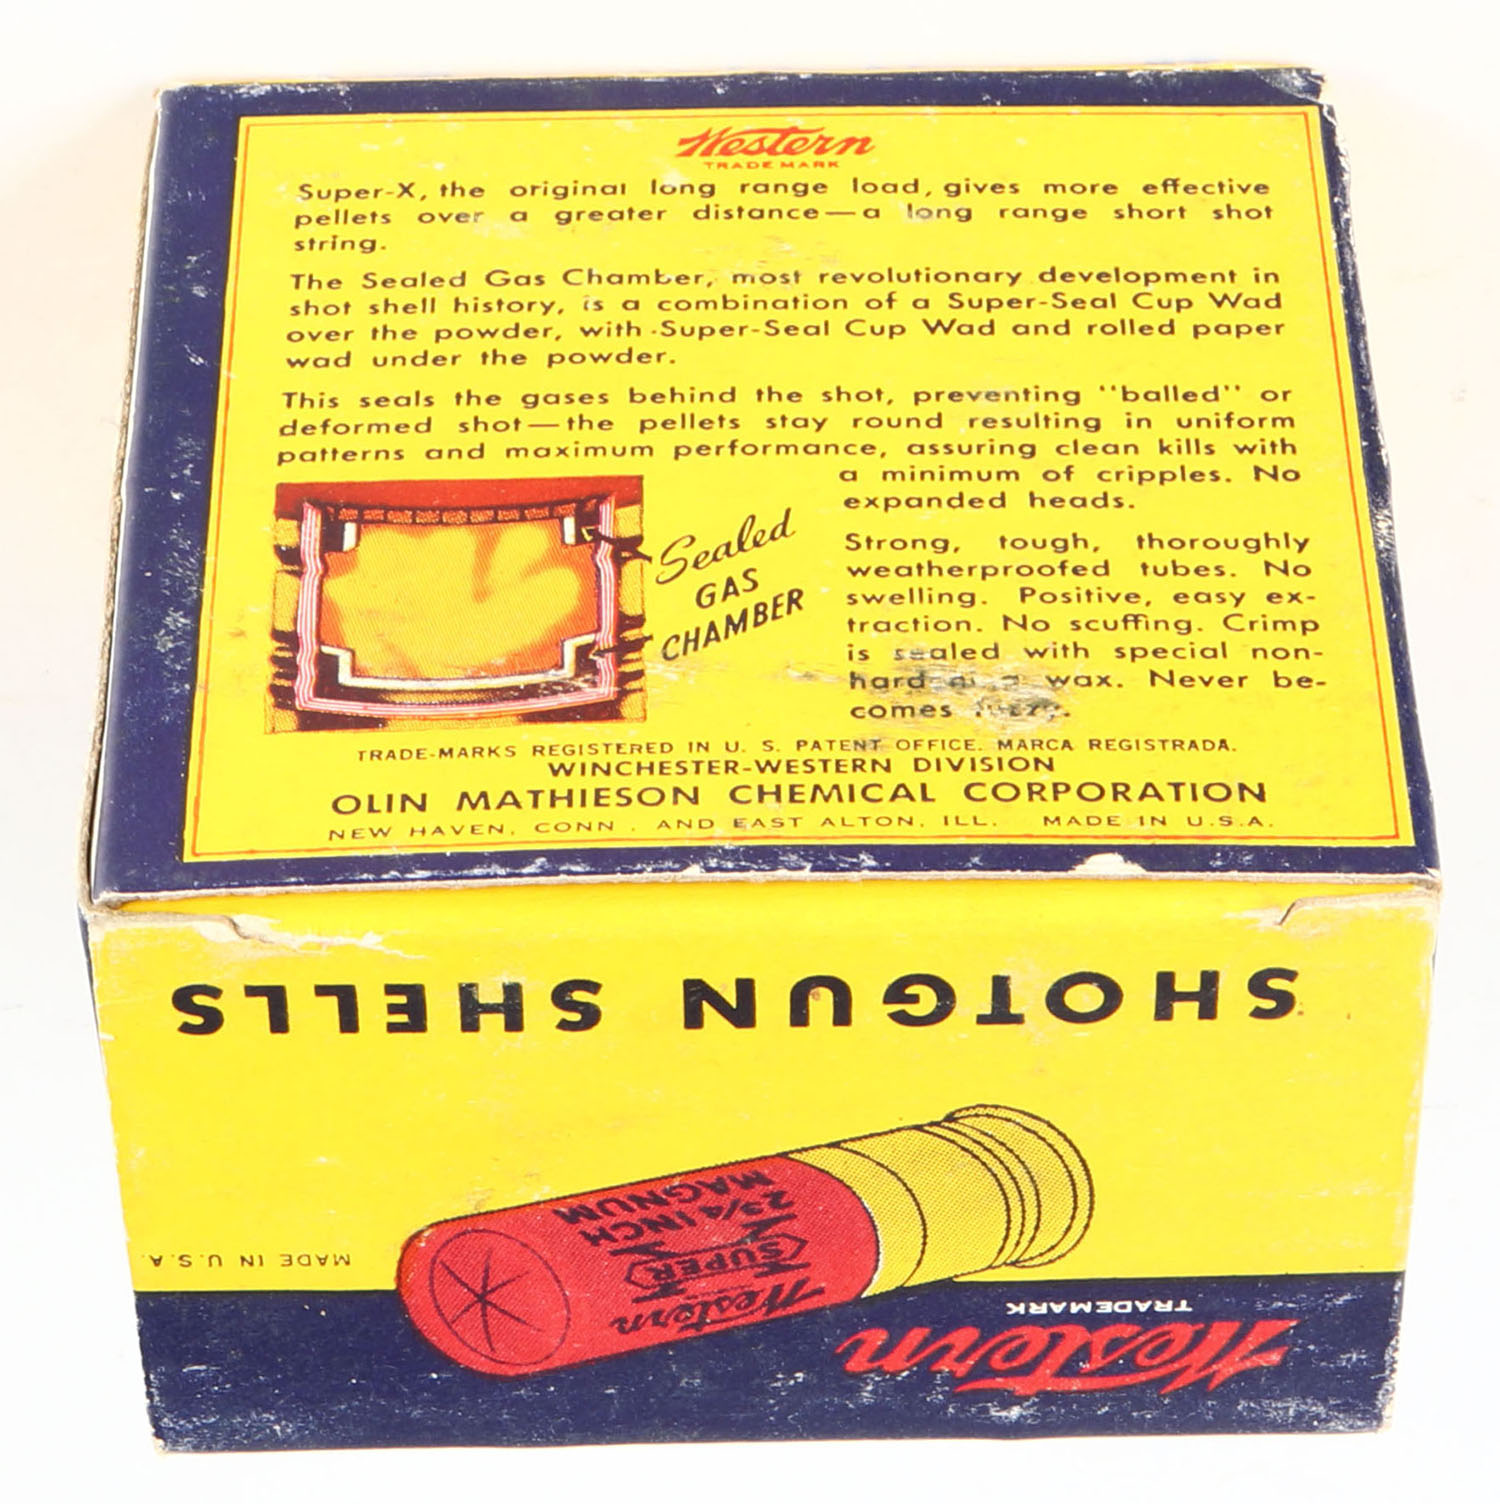 Western
TRADE MARK
Super-X, the original long range load, gives more effective
pellets over a greater distance—a long range short shot
string.
The Sealed Gas Chamber, most revolutionary development in
shot shell history, is a combination of a Super-Seal Cup Wad
over the powder, with Super-Seal Cup Wad and rolled paper
wad under the powder.
This seals the gases behind the shot, preventing "balled" or
deformed shot—the pellets stay round resulting in uniform
patterns and maximum performance, assuring clean kills with
a minimum of cripples. No
expanded heads.
Sealed
GAS
CHAMBER
Strong, tough, thoroughly
weatherproofed tubes. No
swelling. Positive, easy ex-
traction. No scuffing. Crimp
is sealed with special non-
wax. Never be-
comes
TRADE-MARKS REGISTERED IN U. S. PATENT OFFICE. MARCA REGISTRADA.
WINCHESTER-WESTERN DIVISION
OLIN MATHIESON CHEMICAL CORPORATION
NEW HAVEN, CONN., AND EAST ALTON, ILL. MADE IN U.S.A.
SHOTGUN SHELLS
2 3/4 INCH
MAGNUM
SUPER X
Western
MADE IN U.S.A.
TRADEMARK
Western